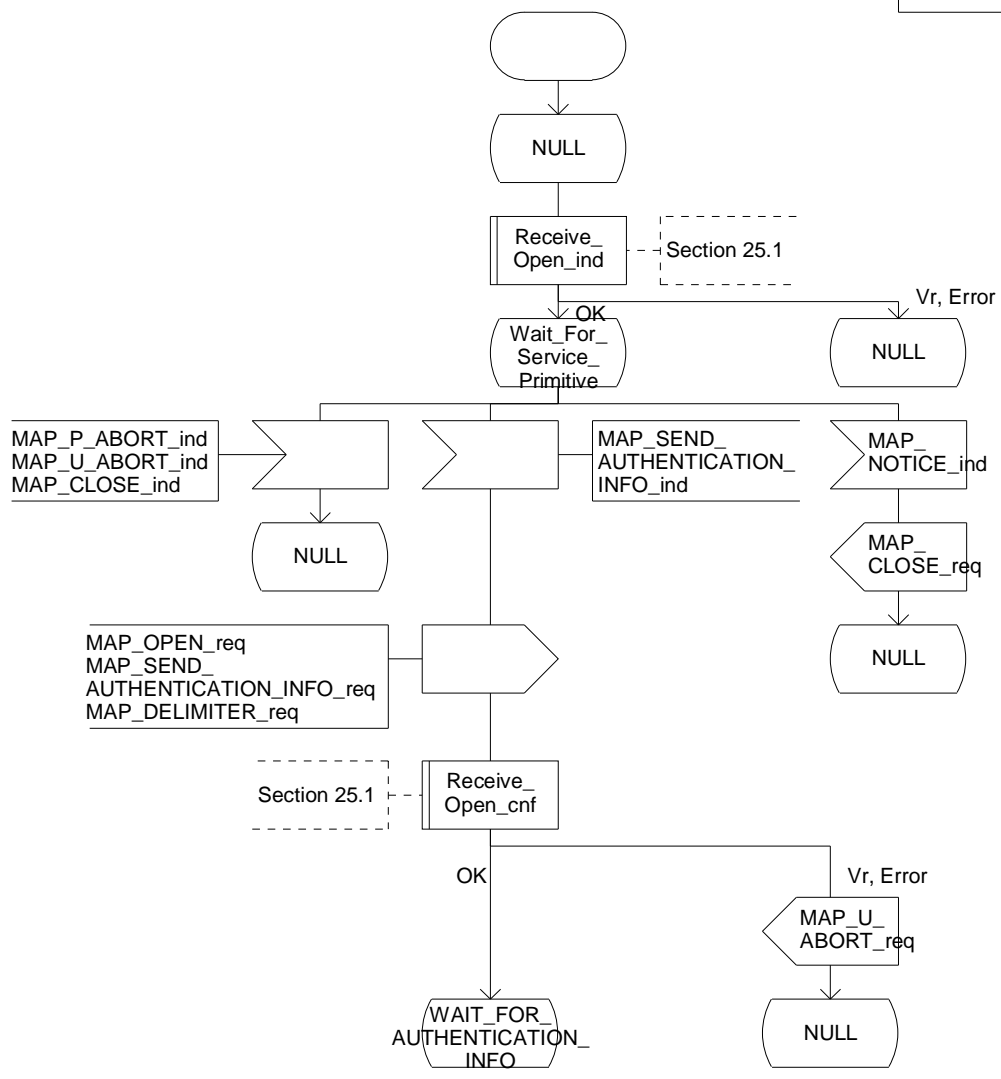 NULL
Receive_
Open_ind
Section 25.1
Vr, Error
OK
Wait_For_
Service_
Primitive
NULL
MAP_P_ABORT_ind
MAP_U_ABORT_ind
MAP_CLOSE_ind
MAP_SEND_
AUTHENTICATION_
INFO_ind
MAP_
NOTICE_ind
NULL
MAP_
CLOSE_req
MAP_OPEN_req
MAP_SEND_
AUTHENTICATION_INFO_req
MAP_DELIMITER_req
NULL
Section 25.1
Receive_
Open_cnf
OK
Vr, Error
MAP_U_
ABORT_req
WAIT_FOR_
AUTHENTICATION_
INFO
NULL